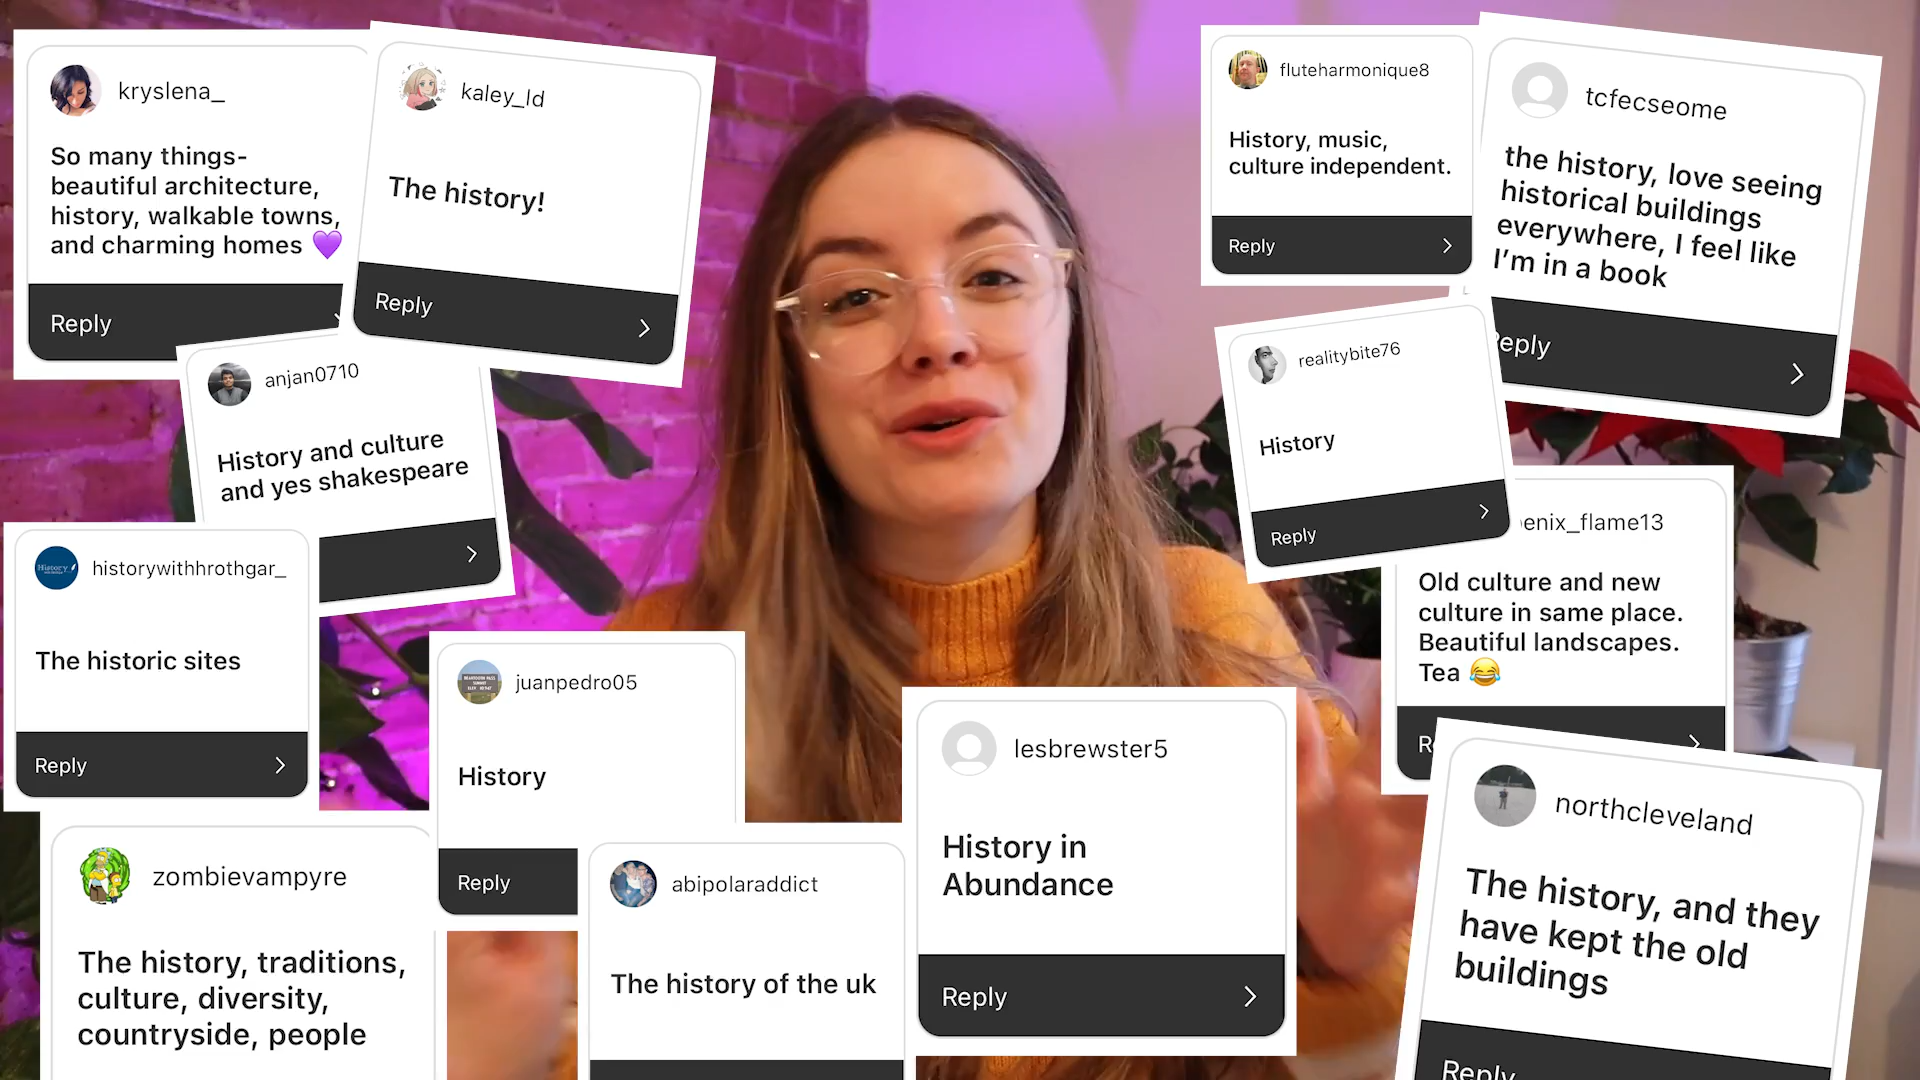 kryslena_
So many things-
beautiful architecture,
history, walkable towns,
and charming homes 💜
Reply
kaley_ld
The history!
Reply
anjan0710
History and culture
and yes shakespeare
historywithhrothgar_
The historic sites
Reply
juanpedro05
History
Reply
zombievampyre
The history, traditions,
culture, diversity,
countryside, people
abipolaraddict
The history of the uk
lesbrewster5
History in
Abundance
Reply
fluteharmonique8
History, music,
culture independent.
Reply
tcfecseome
the history, love seeing
historical buildings
everywhere, I feel like
I'm in a book
eply
realitybite76
History
Reply
enix_flame13
Old culture and new
culture in same place.
Beautiful landscapes.
Tea 😂
R
northcleveland
The history, and they
have kept the old
buildings
Reply